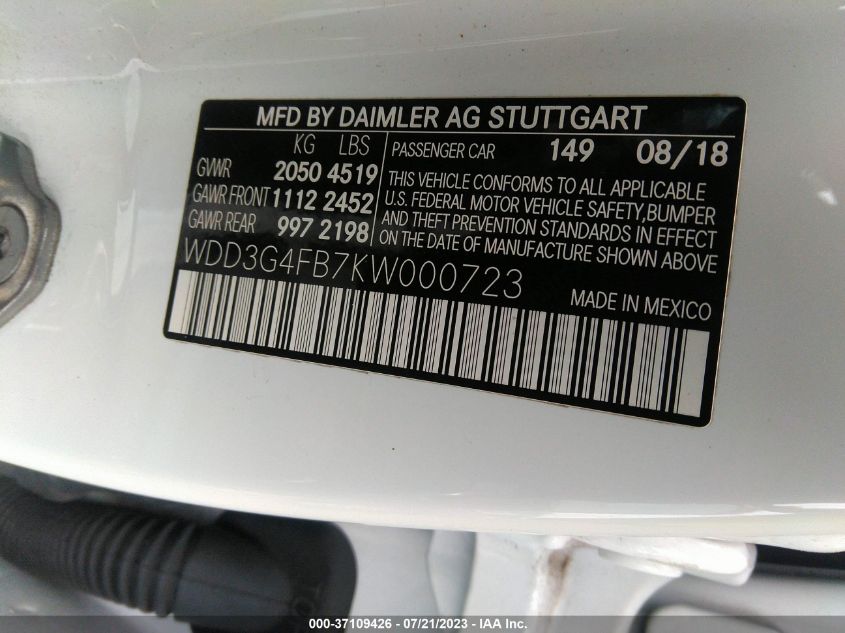 MFD BY DAIMLER AG STUTTGART
KG LBS
GVWR 2050 4519
GAWR FRONT 1112 2452
GAWR REAR 997 2198
PASSENGER CAR 149 08/18
THIS VEHICLE CONFORMS TO ALL APPLICABLE
U.S. FEDERAL MOTOR VEHICLE SAFETY,BUMPER
AND THEFT PREVENTION STANDARDS IN EFFECT
ON THE DATE OF MANUFACTURE SHOWN ABOVE
WDD3G4FB7KW000723
MADE IN MEXICO
000-37109426 - 07/21/2023 - IAA Inc.